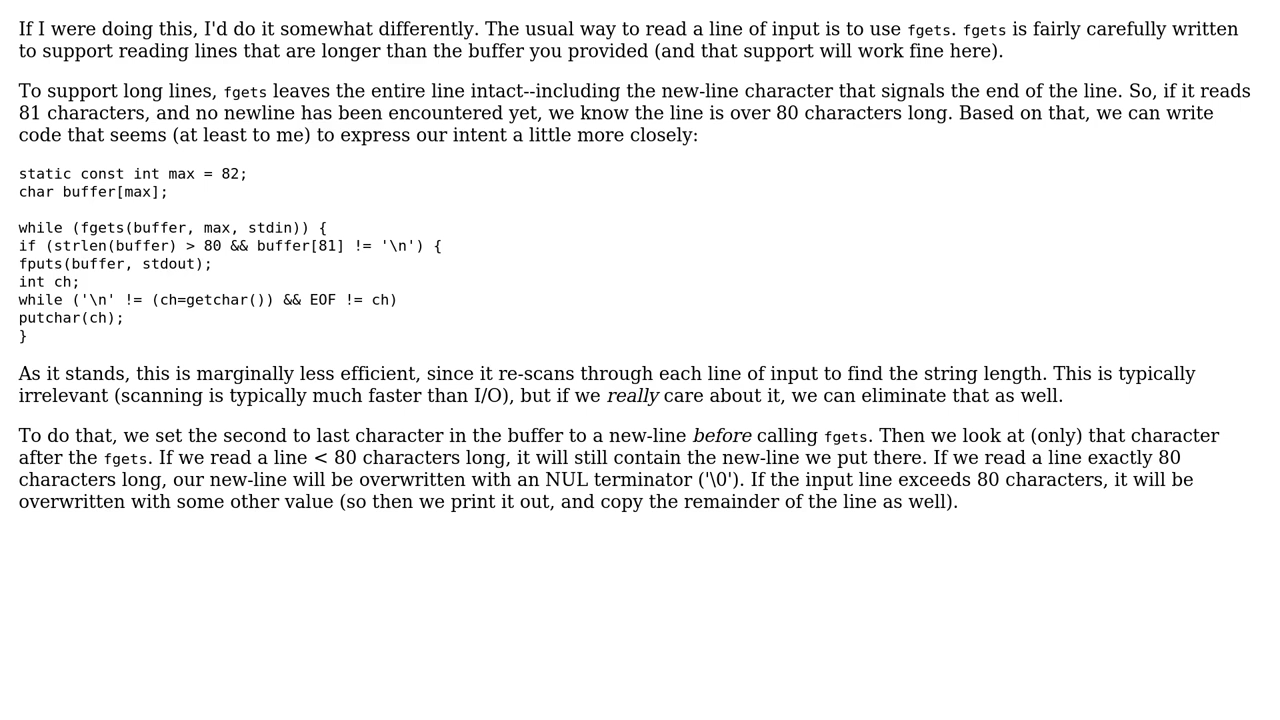 If I were doing this, I'd do it somewhat differently. The usual way to read a line of input is to use fgets. fgets is fairly carefully written
to support reading lines that are longer than the buffer you provided (and that support will work fine here).
To support long lines, fgets leaves the entire line intact--including the new-line character that signals the end of the line. So, if it reads
81 characters, and no newline has been encountered yet, we know the line is over 80 characters long. Based on that, we can write
code that seems (at least to me) to express our intent a little more closely:
static const int max = 82;
char buffer[max];
while (fgets(buffer, max, stdin)) {
if (strlen(buffer) > 80 && buffer[81] != '\n') {
fputs(buffer, stdout);
int ch;
while ('\n' != (ch=getchar()) && EOF != ch)
putchar(ch);
}
As it stands, this is marginally less efficient, since it re-scans through each line of input to find the string length. This is typically
irrelevant (scanning is typically much faster than I/O), but if we really care about it, we can eliminate that as well.
To do that, we set the second to last character in the buffer to a new-line before calling fgets. Then we look at (only) that character
after the fgets. If we read a line < 80 characters long, it will still contain the new-line we put there. If we read a line exactly 80
characters long, our new-line will be overwritten with an NUL terminator ('\0'). If the input line exceeds 80 characters, it will be
overwritten with some other value (so then we print it out, and copy the remainder of the line as well).